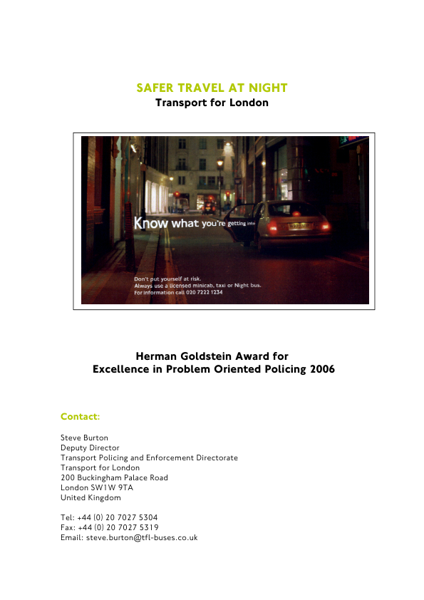 SAFER TRAVEL AT NIGHT
Transport for London
Know what you're getting into
Don't put yourself at risk.
Always use a licensed minicab, taxi or Night bus.
For information call 020 7222 1234
Herman Goldstein Award for
Excellence in Problem Oriented Policing 2006
Contact:
Steve Burton
Deputy Director
Transport Policing and Enforcement Directorate
Transport for London
200 Buckingham Palace Road
London SW1W 9TA
United Kingdom
Tel: +44 (0) 20 7027 5304
Fax: +44 (0) 20 7027 5319
Email: steve.burton@tfl-buses.co.uk